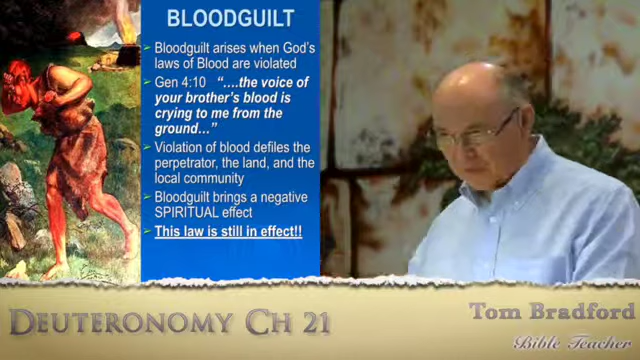 BLOODGUILT
Bloodguilt arises when God's
laws of Blood are violated
Gen 4:10 "....the voice of
your brother's blood is
crying to me from the
ground..."
Violation of blood defiles the
perpetrator, the land, and the
local community
Bloodguilt brings a negative
SPIRITUAL effect
This law is still in effect!!
DEUTERONOMY CH 21
Tom Bradford
Bible Teacher